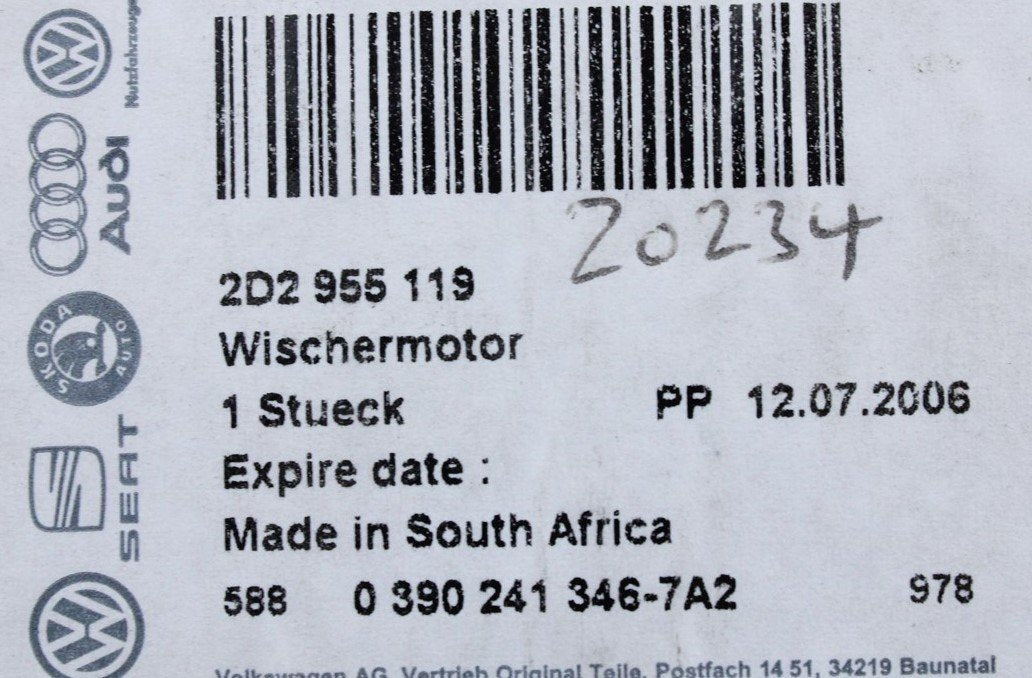 Nutzfahrzeuge
Audi
SKODA AUTO
SEAT
20234
2D2 955 119
Wischermotor
1 Stueck PP 12.07.2006
Expire date :
Made in South Africa
588 0 390 241 346-7A2 978
Volkswagen AG, Vertrieb Original Teile, Postfach 14 51, 34219 Baunatal